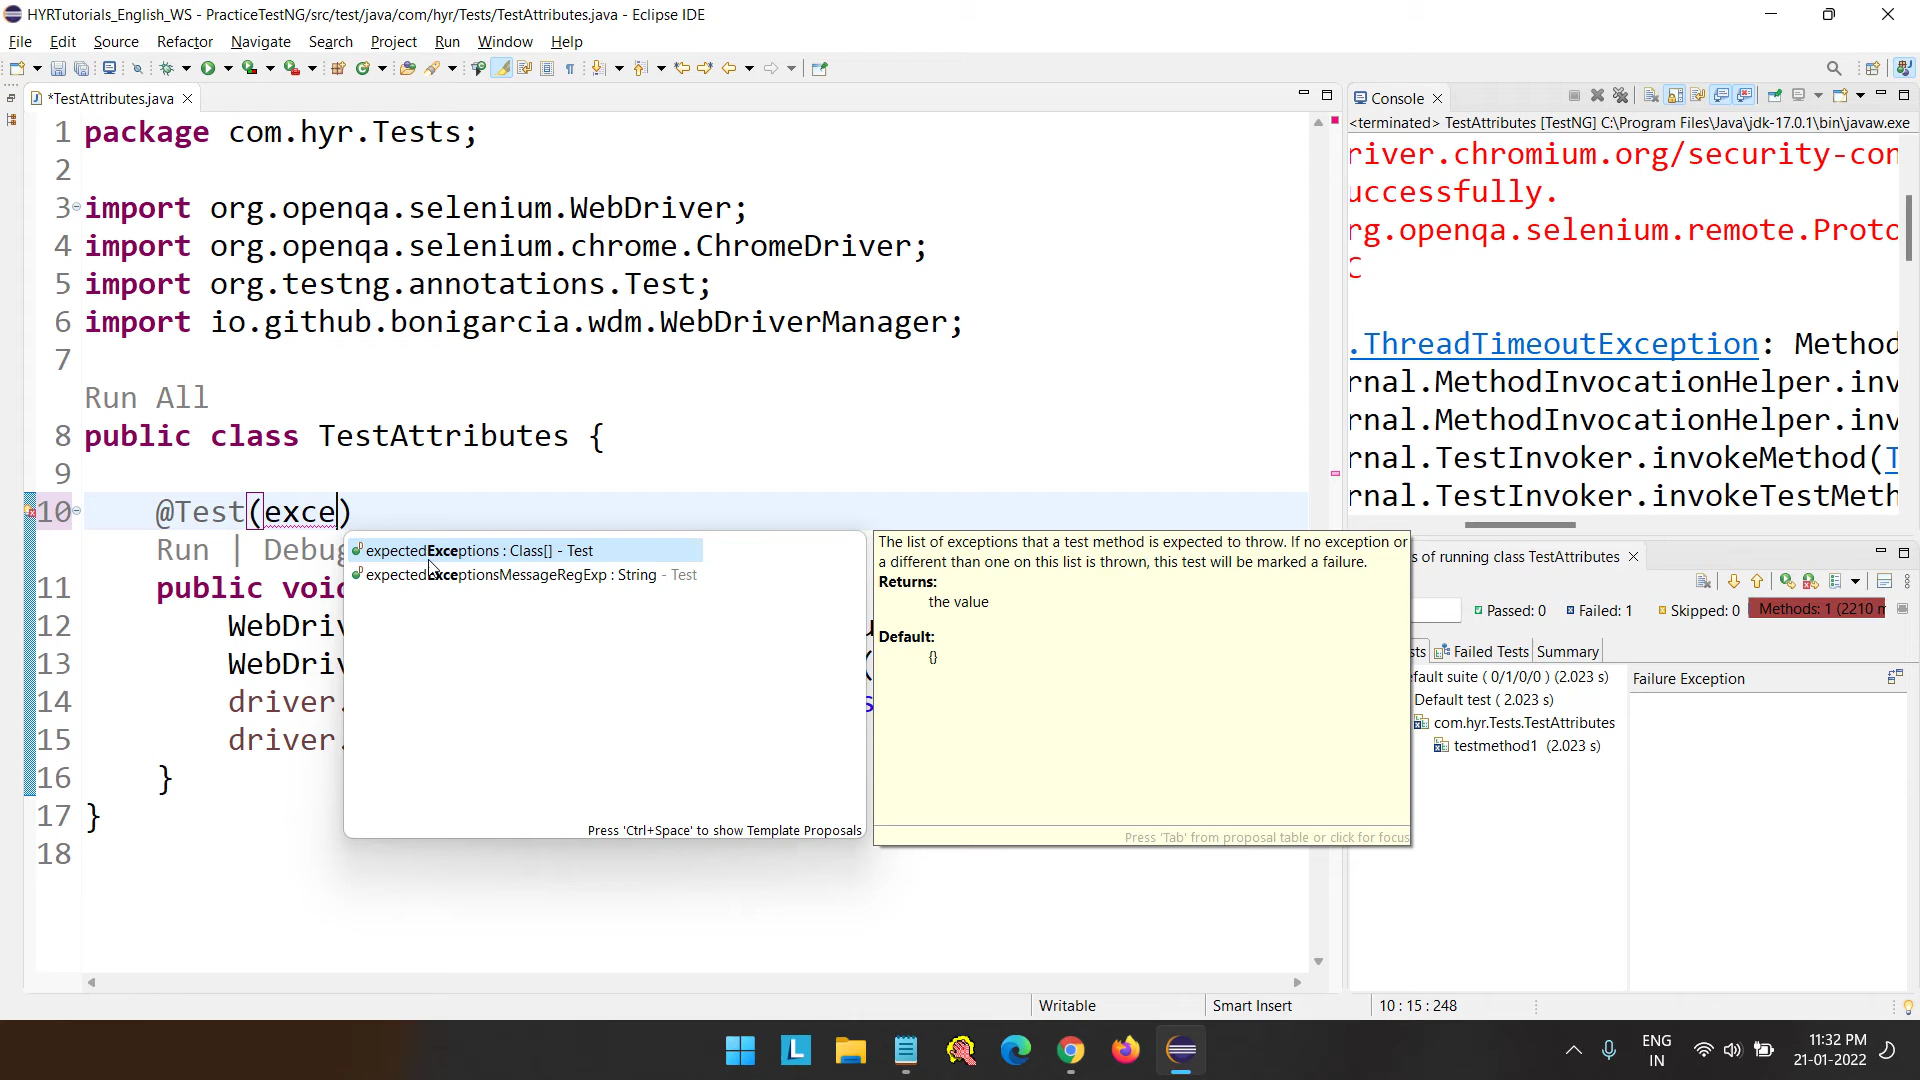 HYRTutorials_English_WS - PracticeTestNG/src/test/java/com/hyr/Tests/TestAttributes.java - Eclipse IDE
File Edit Source Refactor Navigate Search Project Run Window Help
*TestAttributes.java
1 package com.hyr.Tests;
2
3 import org.openqa.selenium.WebDriver;
4 import org.openqa.selenium.chrome.ChromeDriver;
5 import org.testng.annotations.Test;
6 import io.github.bonigarcia.wdm.WebDriverManager;
7
Run All
8 public class TestAttributes {
9
10 @Test(exce)
Run | Debug
11 public void
12 WebDriv
13 WebDriv (
14 driver. s
15 driver.
16 }
17 }
18
expectedExceptions : Class[] - Test
expectedExceptionsMessageRegExp : String - Test
Press 'Ctrl+Space' to show Template Proposals
The list of exceptions that a test method is expected to throw. If no exception or
a different than one on this list is thrown, this test will be marked a failure.
Returns:
the value
Default:
{}
Press 'Tab' from proposal table or click for focus
Console
<terminated> TestAttributes [TestNG] C:\Program Files\Java\jdk-17.0.1\bin\javaw.exe
river.chromium.org/security-con
uccessfully.
rg.openqa.selenium.remote.Proto
C
.ThreadTimeoutException: Method
rnal.MethodInvocationHelper.inv
rnal.MethodInvocationHelper.inv
rnal.TestInvoker.invokeMethod(T
rnal.TestInvoker.invokeTestMeth
s of running class TestAttributes
Passed: 0 Failed: 1 Skipped: 0 Methods: 1 (2210 m
sts Failed Tests Summary
fault suite ( 0/1/0/0 ) (2.023 s)
Default test ( 2.023 s)
com.hyr.Tests.TestAttributes
testmethod1 (2.023 s)
Failure Exception
Writable Smart Insert 10 : 15 : 248
ENG
IN
11:32 PM
21-01-2022